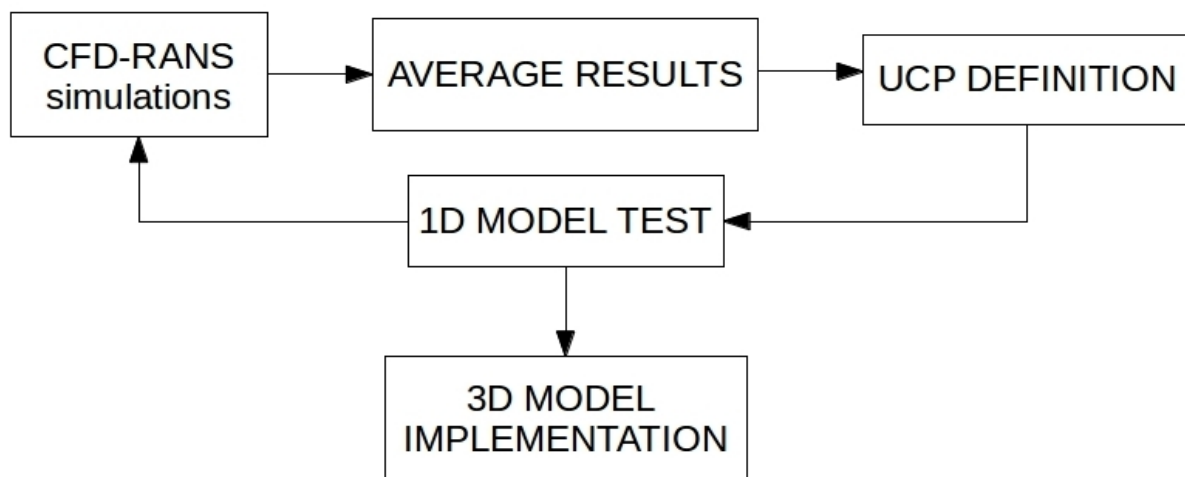 CFD-RANS
simulations
AVERAGE RESULTS
UCP DEFINITION
1D MODEL TEST
3D MODEL
IMPLEMENTATION